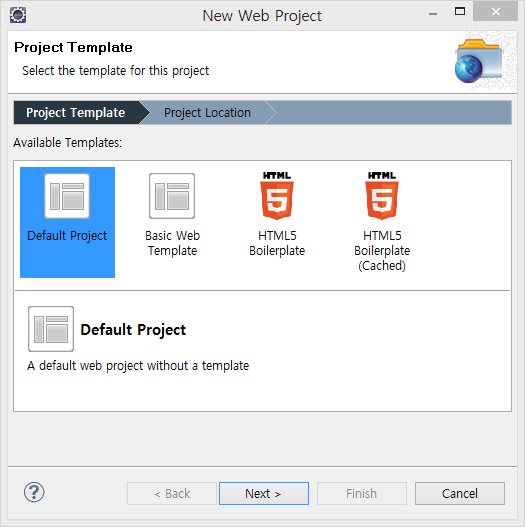 New Web Project
Project Template
Select the template for this project
Project Template
Project Location
Available Templates:
Default Project
Basic Web
Template
HTML
5
HTML5
Boilerplate
HTML
5
HTML5
Boilerplate
(Cached)
Default Project
A default web project without a template
?
< Back
Next >
Finish
Cancel